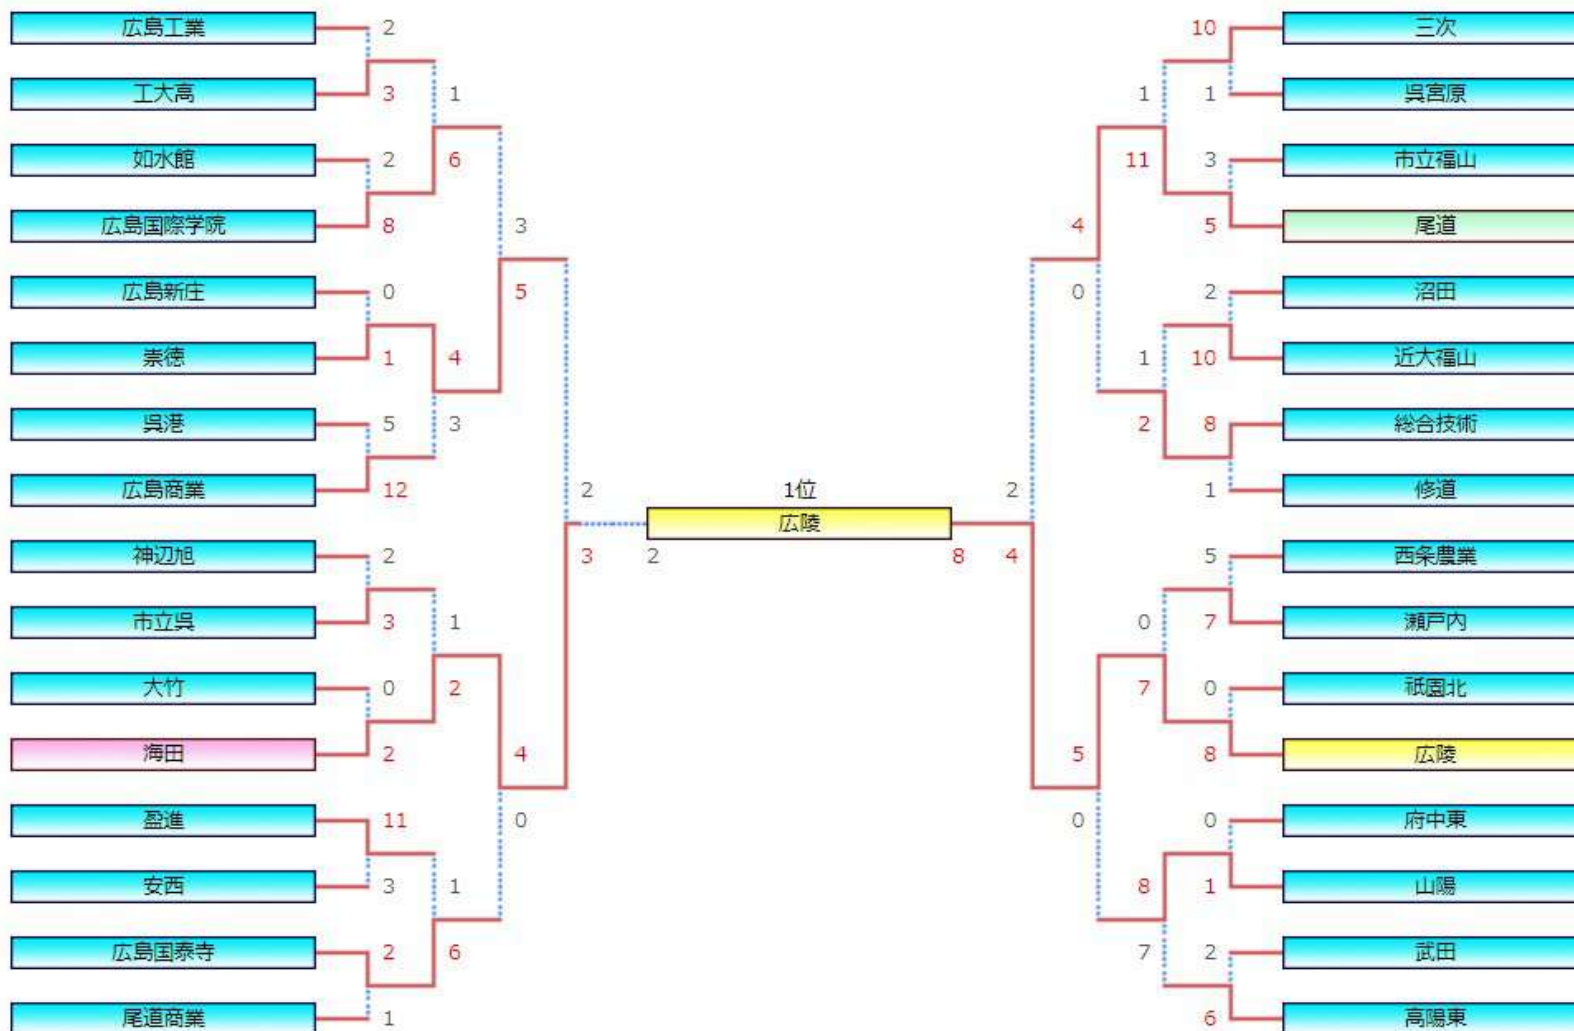 広島工業 2 10 三次
工大高 3 1 1 1 呉宮原
如水館 2 6 11 3 市立福山
広島国際学院 8 3 4 5 尾道
広島新庄 0 5 0 2 沼田
崇徳 1 4 1 10 近大福山
呉港 5 3 2 8 総合技術
広島商業 12 2 1位 2 1 修道
広陵
神辺旭 2 3 2 8 4 5 西条農業
市立呉 3 1 0 7 瀬戸内
大竹 0 2 7 0 祇園北
海田 2 4 5 8 広陵
盈進 11 0 0 0 府中東
安西 3 1 8 1 山陽
広島国泰寺 2 6 7 2 武田
尾道商業 1 6 高陽東